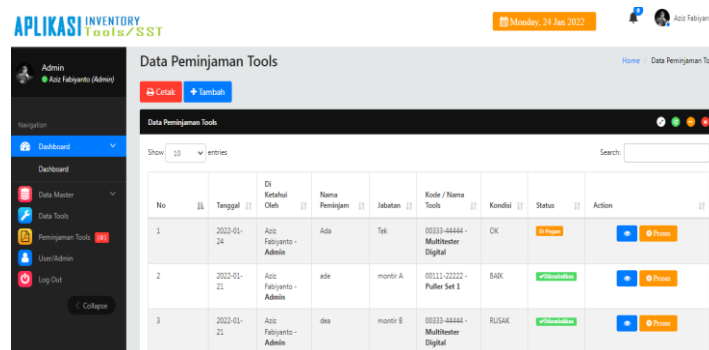 APLIKASI INVENTORY Tools/SST
Monday, 24 Jan 2022
Aziz Fabiyan
Admin
Aziz Fabiyanto (Admin)
Navigation
Dashboard
Dashboard
Data Master
Data Tools
Peminjaman Tools
User/Admin
Log Out
Collapse
Data Peminjaman Tools
Home / Data Peminjaman To
Cetak
+ Tambah
Data Peminjaman Tools
Show 10 entries
Search:
No Tanggal Di Ketahui Oleh Nama Peminjam Jabatan Kode / Nama Tools Kondisi Status Action
1 2022-01-24 Aziz Fabiyanto - Admin Ada Tek 00333-44444 - Multitester Digital OK Di Pinjam Proses
2 2022-01-21 Aziz Fabiyanto - Admin ade montir A 00111-22222 - Puller Set 1 BAIK Dikembalikan Proses
3 2022-01-21 Aziz Fabiyanto - Admin dea montir B 00333-44444 - Multitester Digital RUSAK Dikembalikan Proses